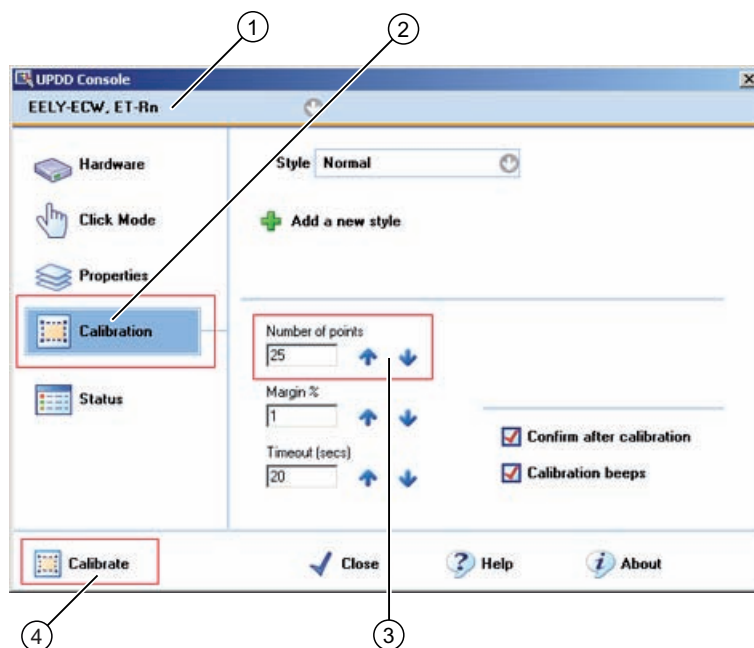 1
2
UPDD Console
EELY-ECW, ET-Rn
Hardware
Click Mode
Properties
Calibration
Status
Style Normal
Add a new style
Number of points
25
Margin %
1
Timeout (secs)
20
Confirm after calibration
Calibration beeps
Calibrate
Close
? Help
i About
4
3